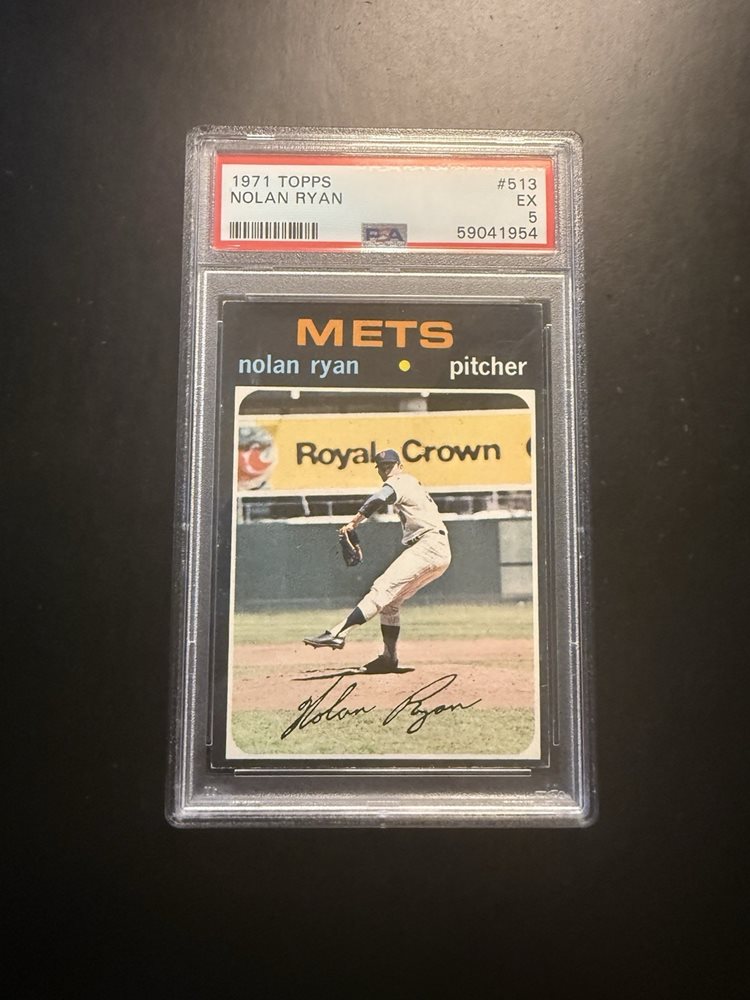 1971 TOPPS #513
NOLAN RYAN EX
5
PSA 59041954
METS
nolan ryan pitcher
Royal Crown
Nolan Ryan